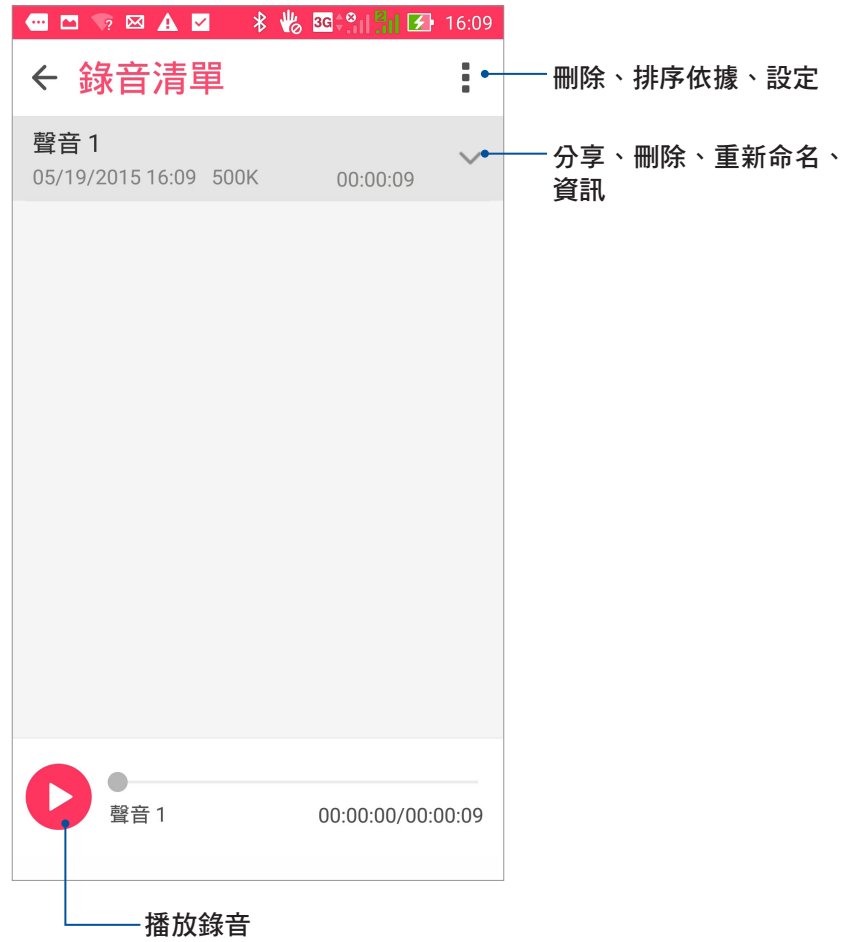 3G 2 16:09
錄音清單
刪除、排序依據、設定
聲音 1
05/19/2015 16:09 500K 00:00:09
分享、刪除、重新命名、
資訊
聲音 1 00:00:00/00:00:09
播放錄音